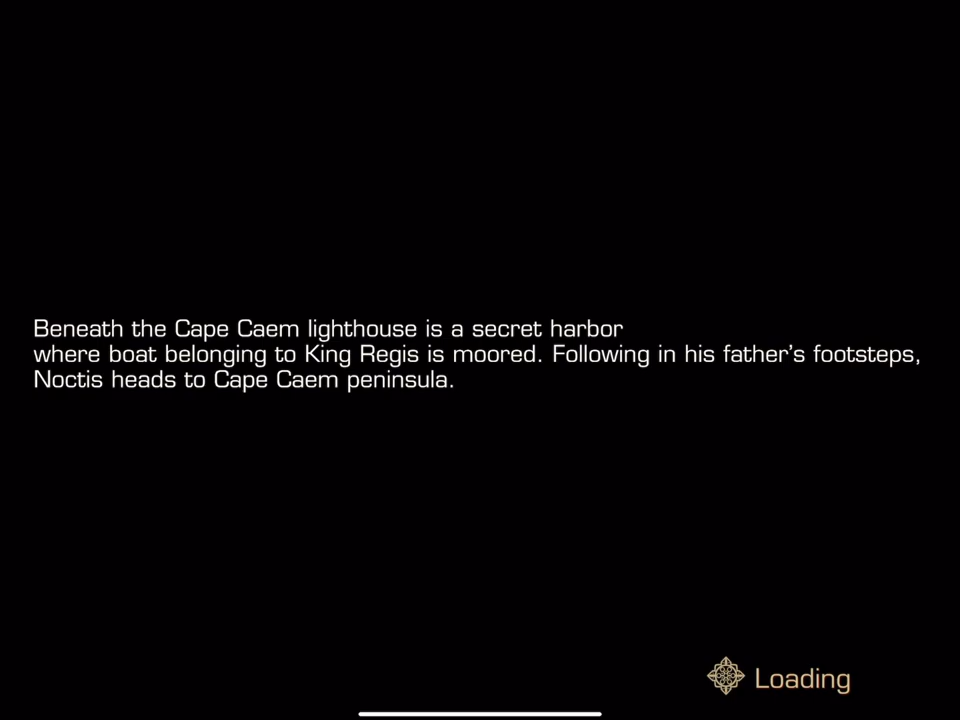 Beneath the Cape Caem lighthouse is a secret harbor
where boat belonging to King Regis is moored. Following in his father's footsteps,
Noctis heads to Cape Caem peninsula.
Loading